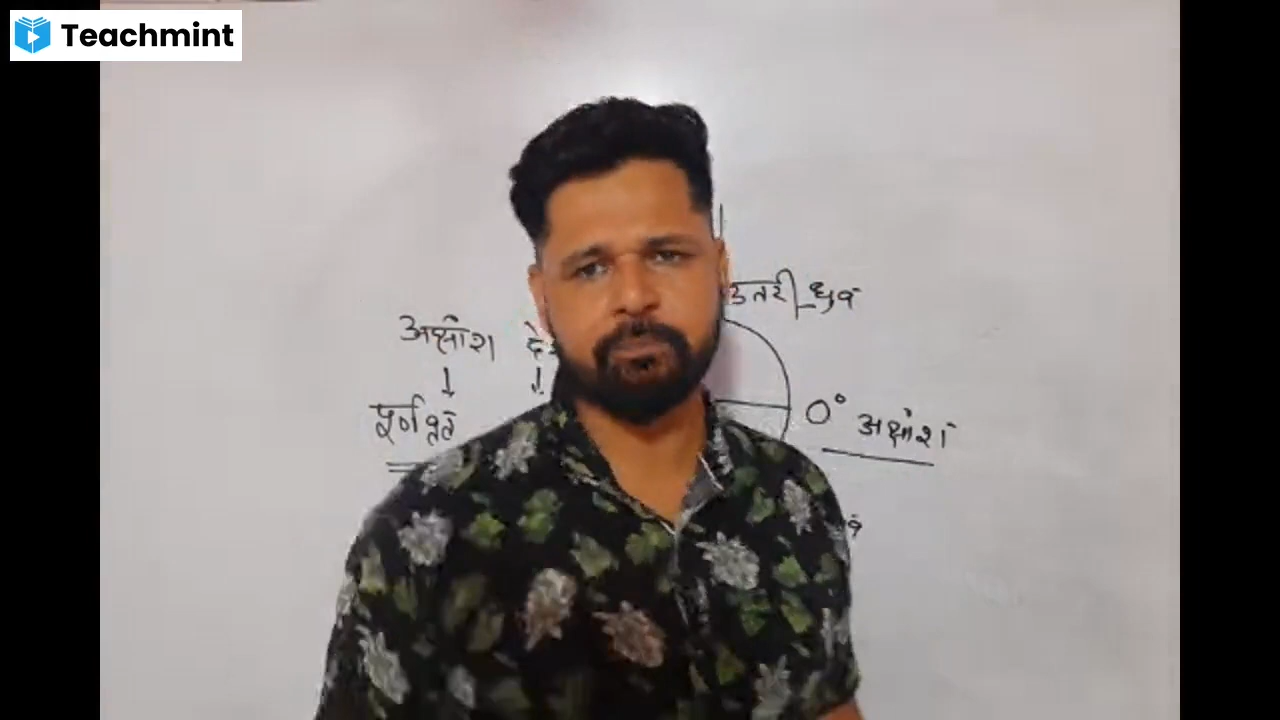 Teachmint
उतरी ध्रुव
अक्षांश
↓ ↓
पूर्ण वृत
0° अक्षांश